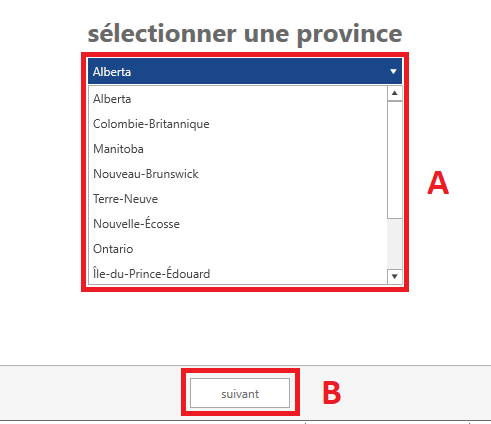 sélectionner une province
Alberta
Alberta
Colombie-Britannique
Manitoba
Nouveau-Brunswick
Terre-Neuve
Nouvelle-Écosse
Ontario
Île-du-Prince-Édouard
A
suivant
B